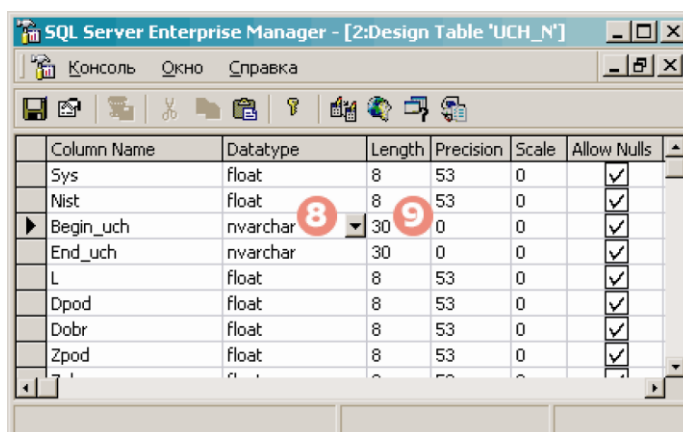 SQL Server Enterprise Manager - [2:Design Table 'UCH_N']
Консоль Окно Справка
Column Name Datatype Length Precision Scale Allow Nulls
Sys float 8 53 0
Nist float 8 53 0
Begin_uch nvarchar 8 30 9 0 0
End_uch nvarchar 30 0 0
L float 8 53 0
Dpod float 8 53 0
Dobr float 8 53 0
Zpod float 8 53 0